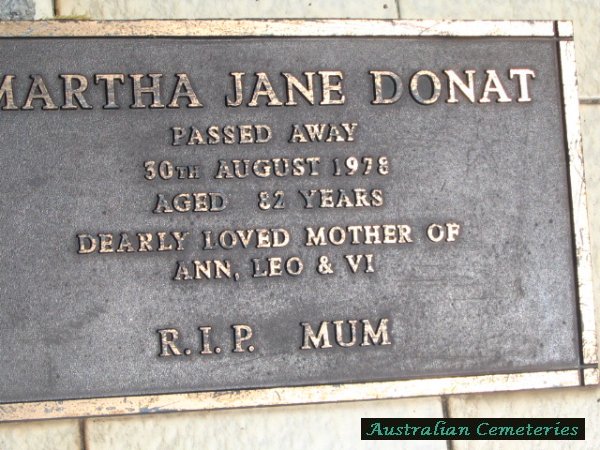 MARTHA JANE DONAT
PASSED AWAY
30TH AUGUST 1978
AGED 82 YEARS
DEARLY LOVED MOTHER OF
ANN, LEO & VI
R.I.P. MUM
Australian Cemeteries